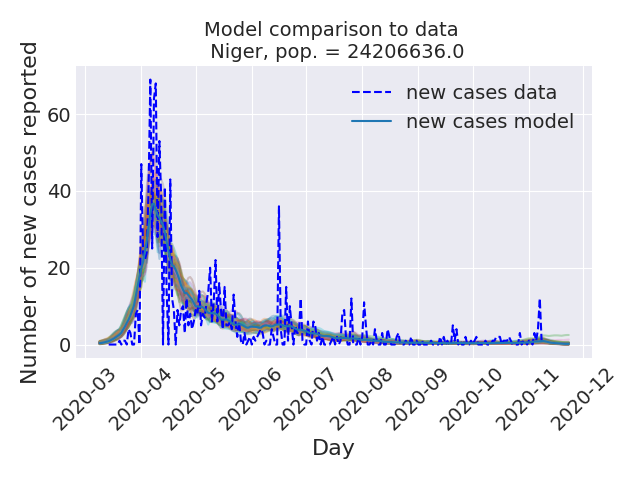 Model comparison to data
Niger, pop. = 24206636.0
Number of new cases reported
60
40
20
0
new cases data
new cases model
2020-03
2020-04
2020-05
2020-06
2020-07
2020-08
2020-09
2020-10
2020-11
2020-12
Day